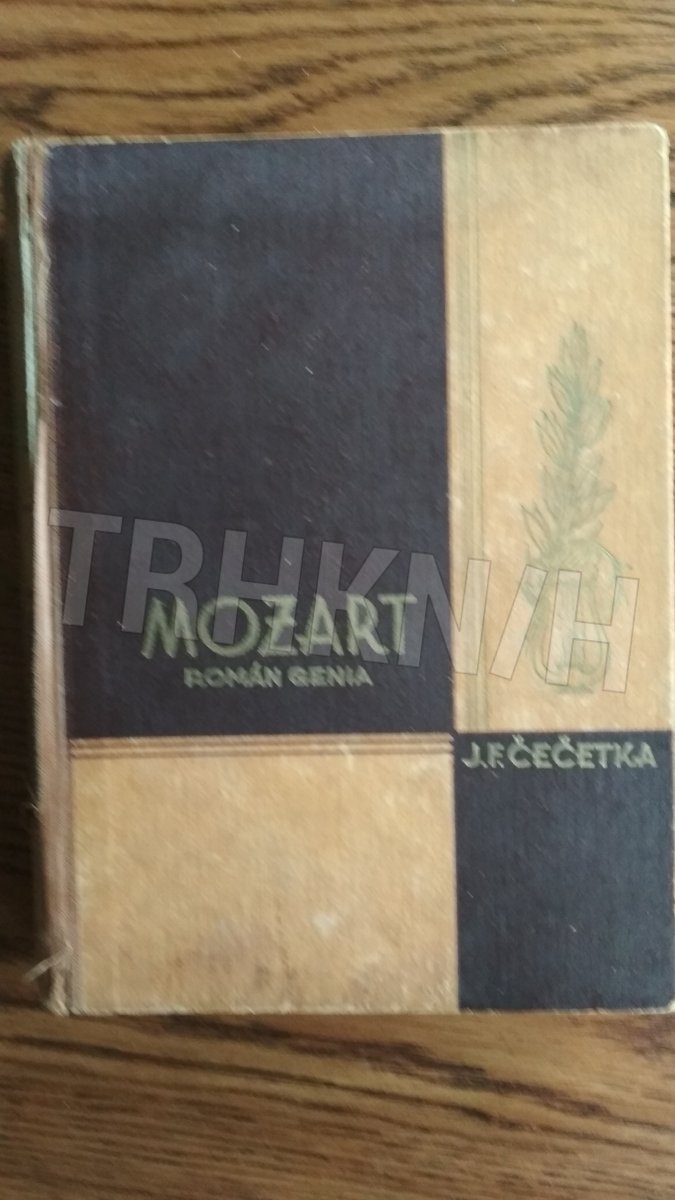 TRHKNIH
MOZART
ROMÁN GENIA
J.F. ČEČETKA